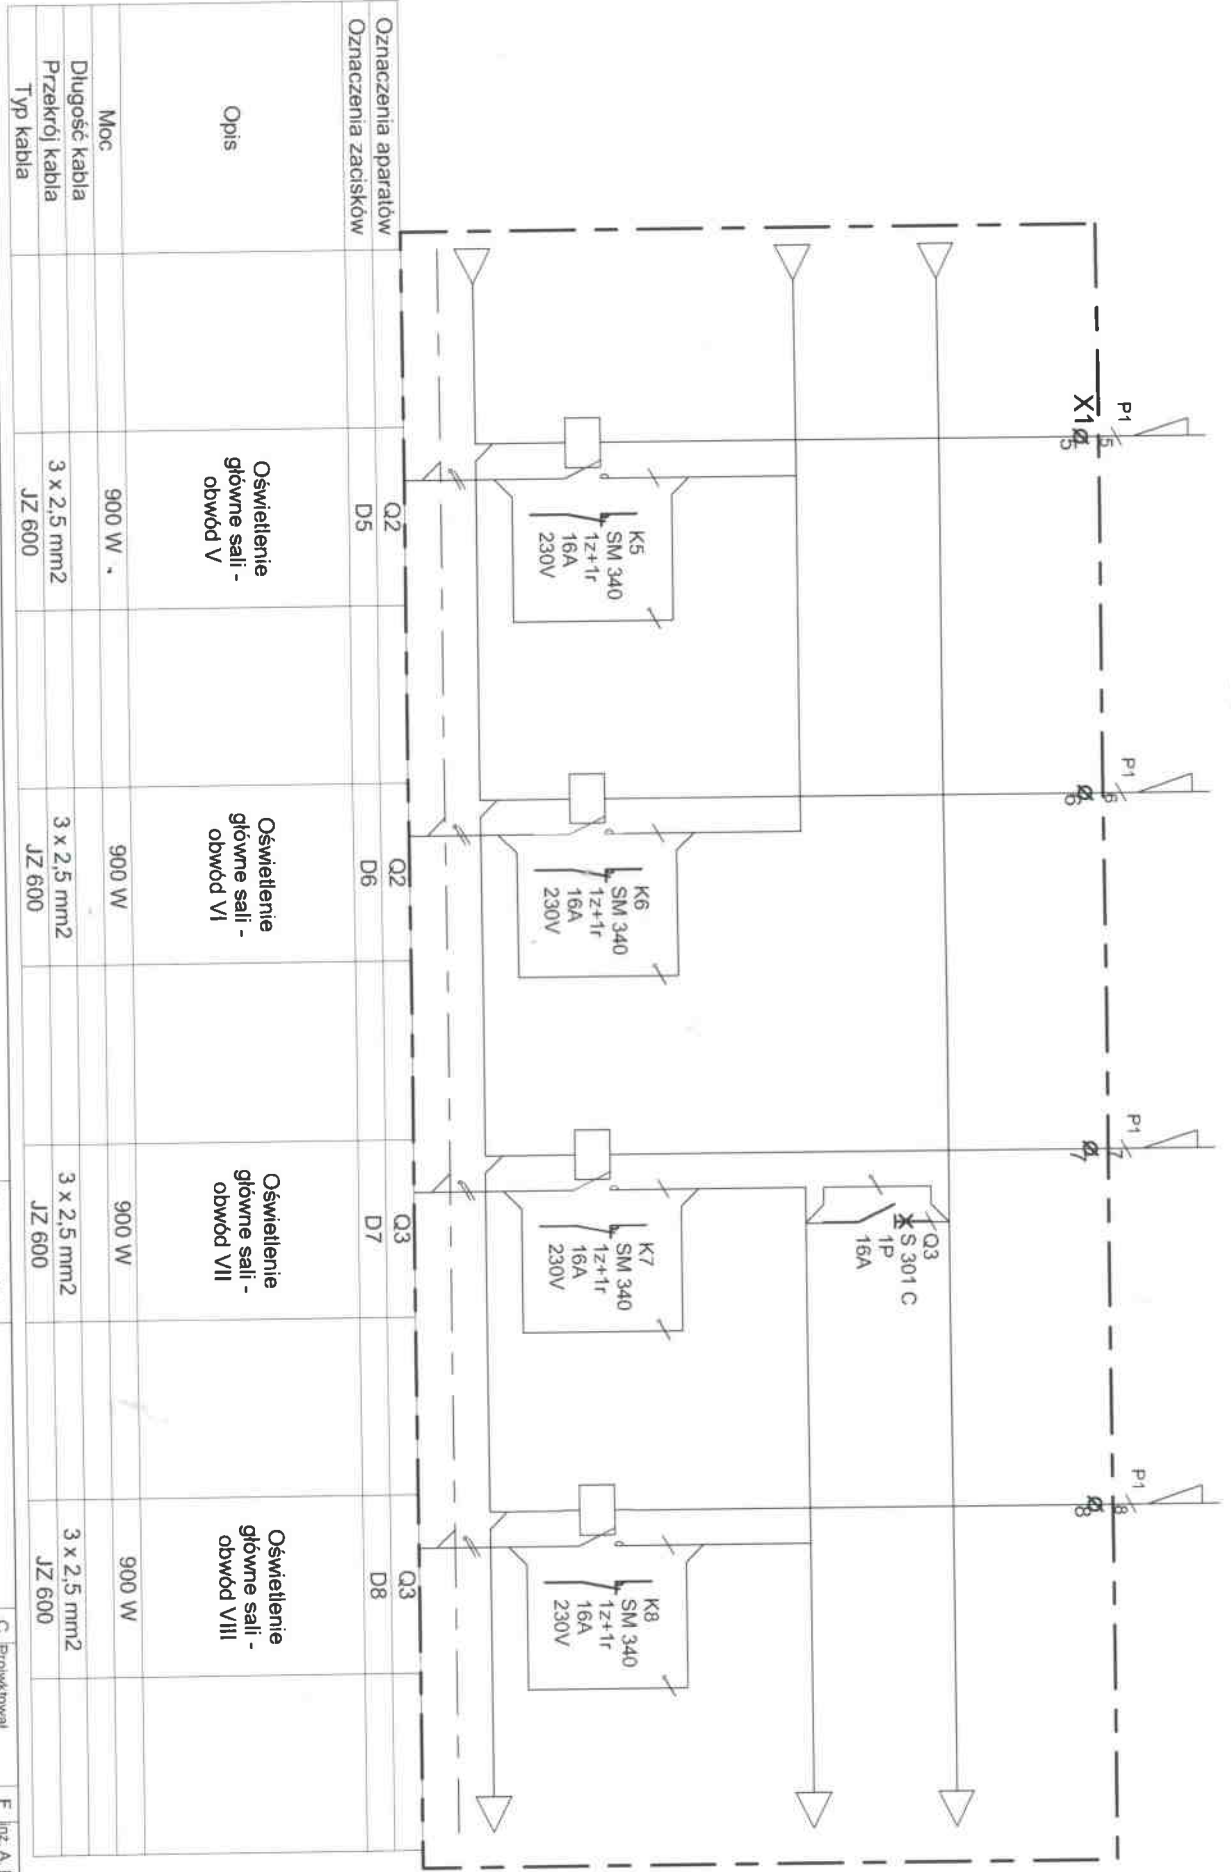 P1
5
X1
5
P1
6
6
P1
7
7
P1
8
8
Q3
S 301 C
1P
16A
K5
SM 340
1z+1r
16A
230V
K6
SM 340
1z+1r
16A
230V
K7
SM 340
1z+1r
16A
230V
K8
SM 340
1z+1r
16A
230V
Oznaczenia aparatów Q2 Q2 Q3 Q3
Oznaczenia zacisków D5 D6 D7 D8
Opis
Oświetlenie
główne sali -
obwód V
Oświetlenie
główne sali -
obwód VI
Oświetlenie
główne sali -
obwód VII
Oświetlenie
główne sali -
obwód VIII
Moc 900 W 900 W 900 W 900 W
Długość kabla
Przekrój kabla 3 x 2,5 mm2 3 x 2,5 mm2 3 x 2,5 mm2 3 x 2,5 mm2
Typ kabla JZ 600 JZ 600 JZ 600 JZ 600